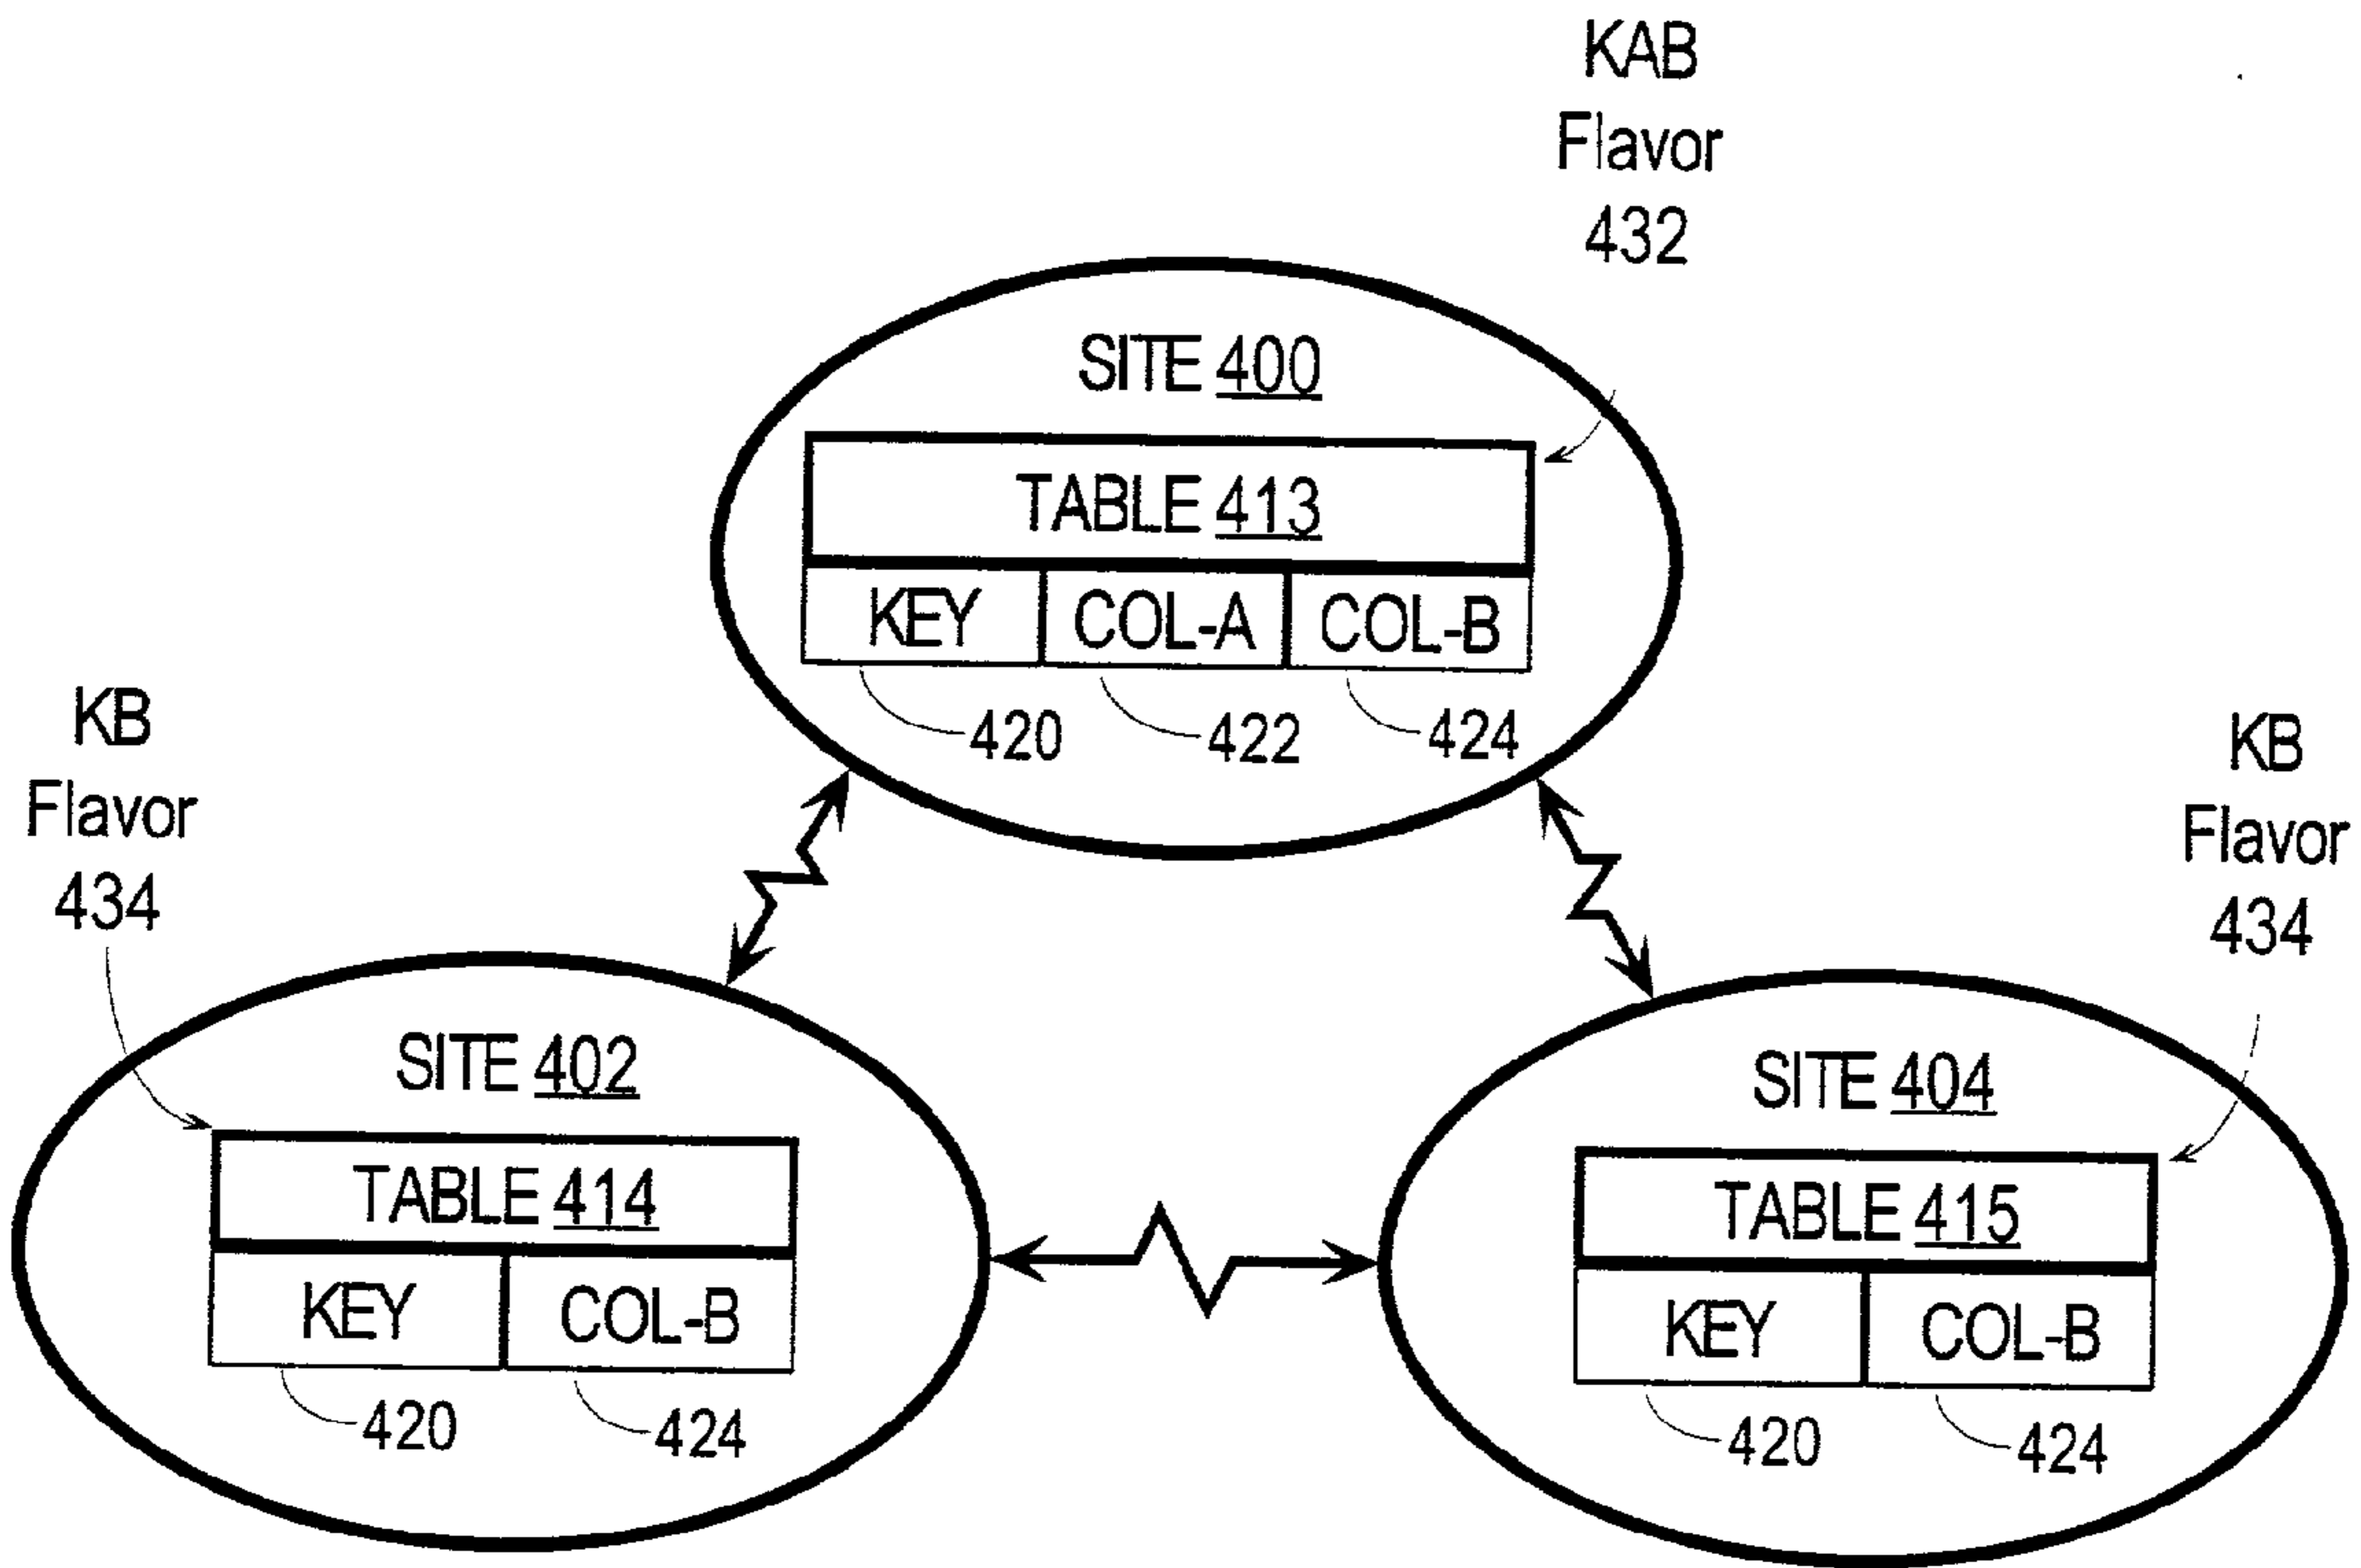 KAB
Flavor
432
SITE 400
TABLE 413
KEY COL-A COL-B
420 422 424
KB
Flavor
434
KB
Flavor
434
SITE 402
TABLE 414
KEY COL-B
420 424
SITE 404
TABLE 415
KEY COL-B
420 424